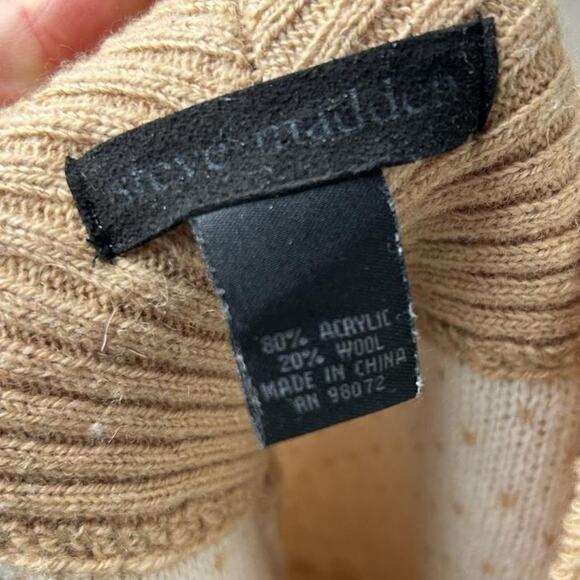 steve madden
80% ACRYLIC
20% WOOL
MADE IN CHINA
RN 98072